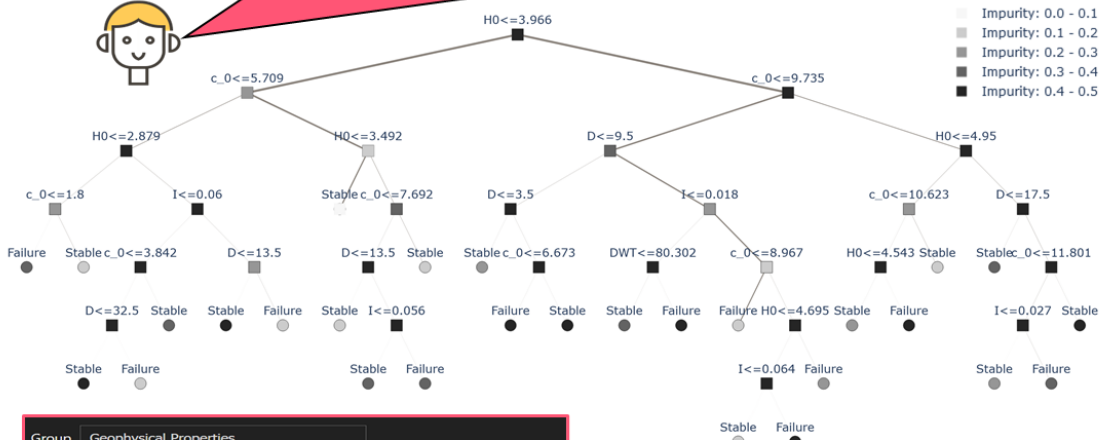 H0<=3.966
Impurity: 0.0 - 0.1
Impurity: 0.1 - 0.2
Impurity: 0.2 - 0.3
Impurity: 0.3 - 0.4
Impurity: 0.4 - 0.5
c_0<=5.709 c_0<=9.735
H0<=2.879 H0<=3.492 D<=9.5 H0<=4.95
c_0<=1.8 I<=0.06 Stable c_0<=7.692 D<=3.5 I<=0.018 c_0<=10.623 D<=17.5
Failure Stable c_0<=3.842 D<=13.5 D<=13.5 Stable Stable c_0<=6.673 DWT<=80.302 c_0<=8.967 H0<=4.543 Stable Stable c_0<=11.801
D<=32.5 Stable Stable Failure Stable I<=0.056 Failure Stable Stable Failure Failure H0<=4.695 Stable Failure I<=0.027 Stable
Stable Failure Stable Failure I<=0.064 Failure Stable Failure
Stable Failure
Group Geophysical Properties